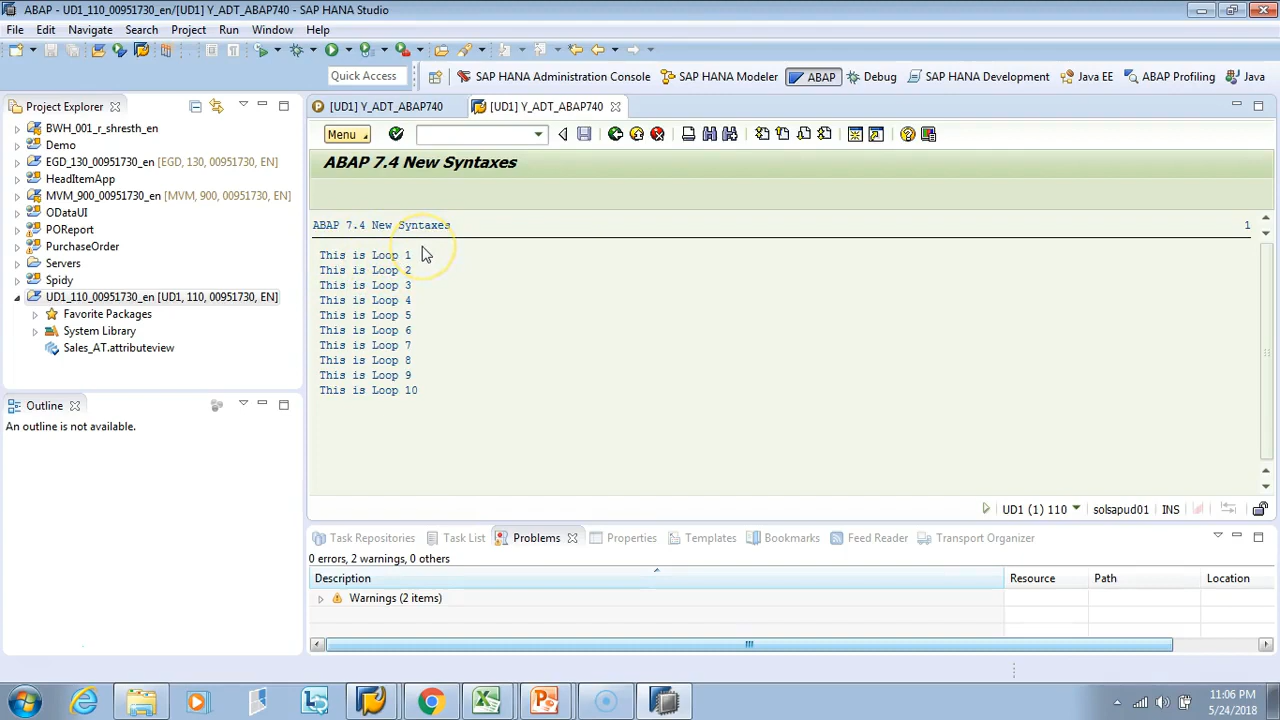 ABAP - UD1_110_00951730_en/[UD1] Y_ADT_ABAP740 - SAP HANA Studio
File Edit Navigate Search Project Run Window Help
Quick Access SAP HANA Administration Console SAP HANA Modeler ABAP Debug SAP HANA Development Java EE ABAP Profiling Java
Project Explorer
BWH_001_r_shresth_en
Demo
EGD_130_00951730_en [EGD, 130, 00951730, EN]
HeadItemApp
MVM_900_00951730_en [MVM, 900, 00951730, EN]
ODataUI
POReport
PurchaseOrder
Servers
Spidy
UD1_110_00951730_en [UD1, 110, 00951730, EN]
Favorite Packages
System Library
Sales_AT.attributeview
Outline
An outline is not available.
[UD1] Y_ADT_ABAP740 [UD1] Y_ADT_ABAP740
Menu
ABAP 7.4 New Syntaxes
ABAP 7.4 New Syntaxes 1
This is Loop 1
This is Loop 2
This is Loop 3
This is Loop 4
This is Loop 5
This is Loop 6
This is Loop 7
This is Loop 8
This is Loop 9
This is Loop 10
UD1 (1) 110 solsapud01 INS
Task Repositories Task List Problems Properties Templates Bookmarks Feed Reader Transport Organizer
0 errors, 2 warnings, 0 others
Description Resource Path Location
Warnings (2 items)
11:06 PM
5/24/2018